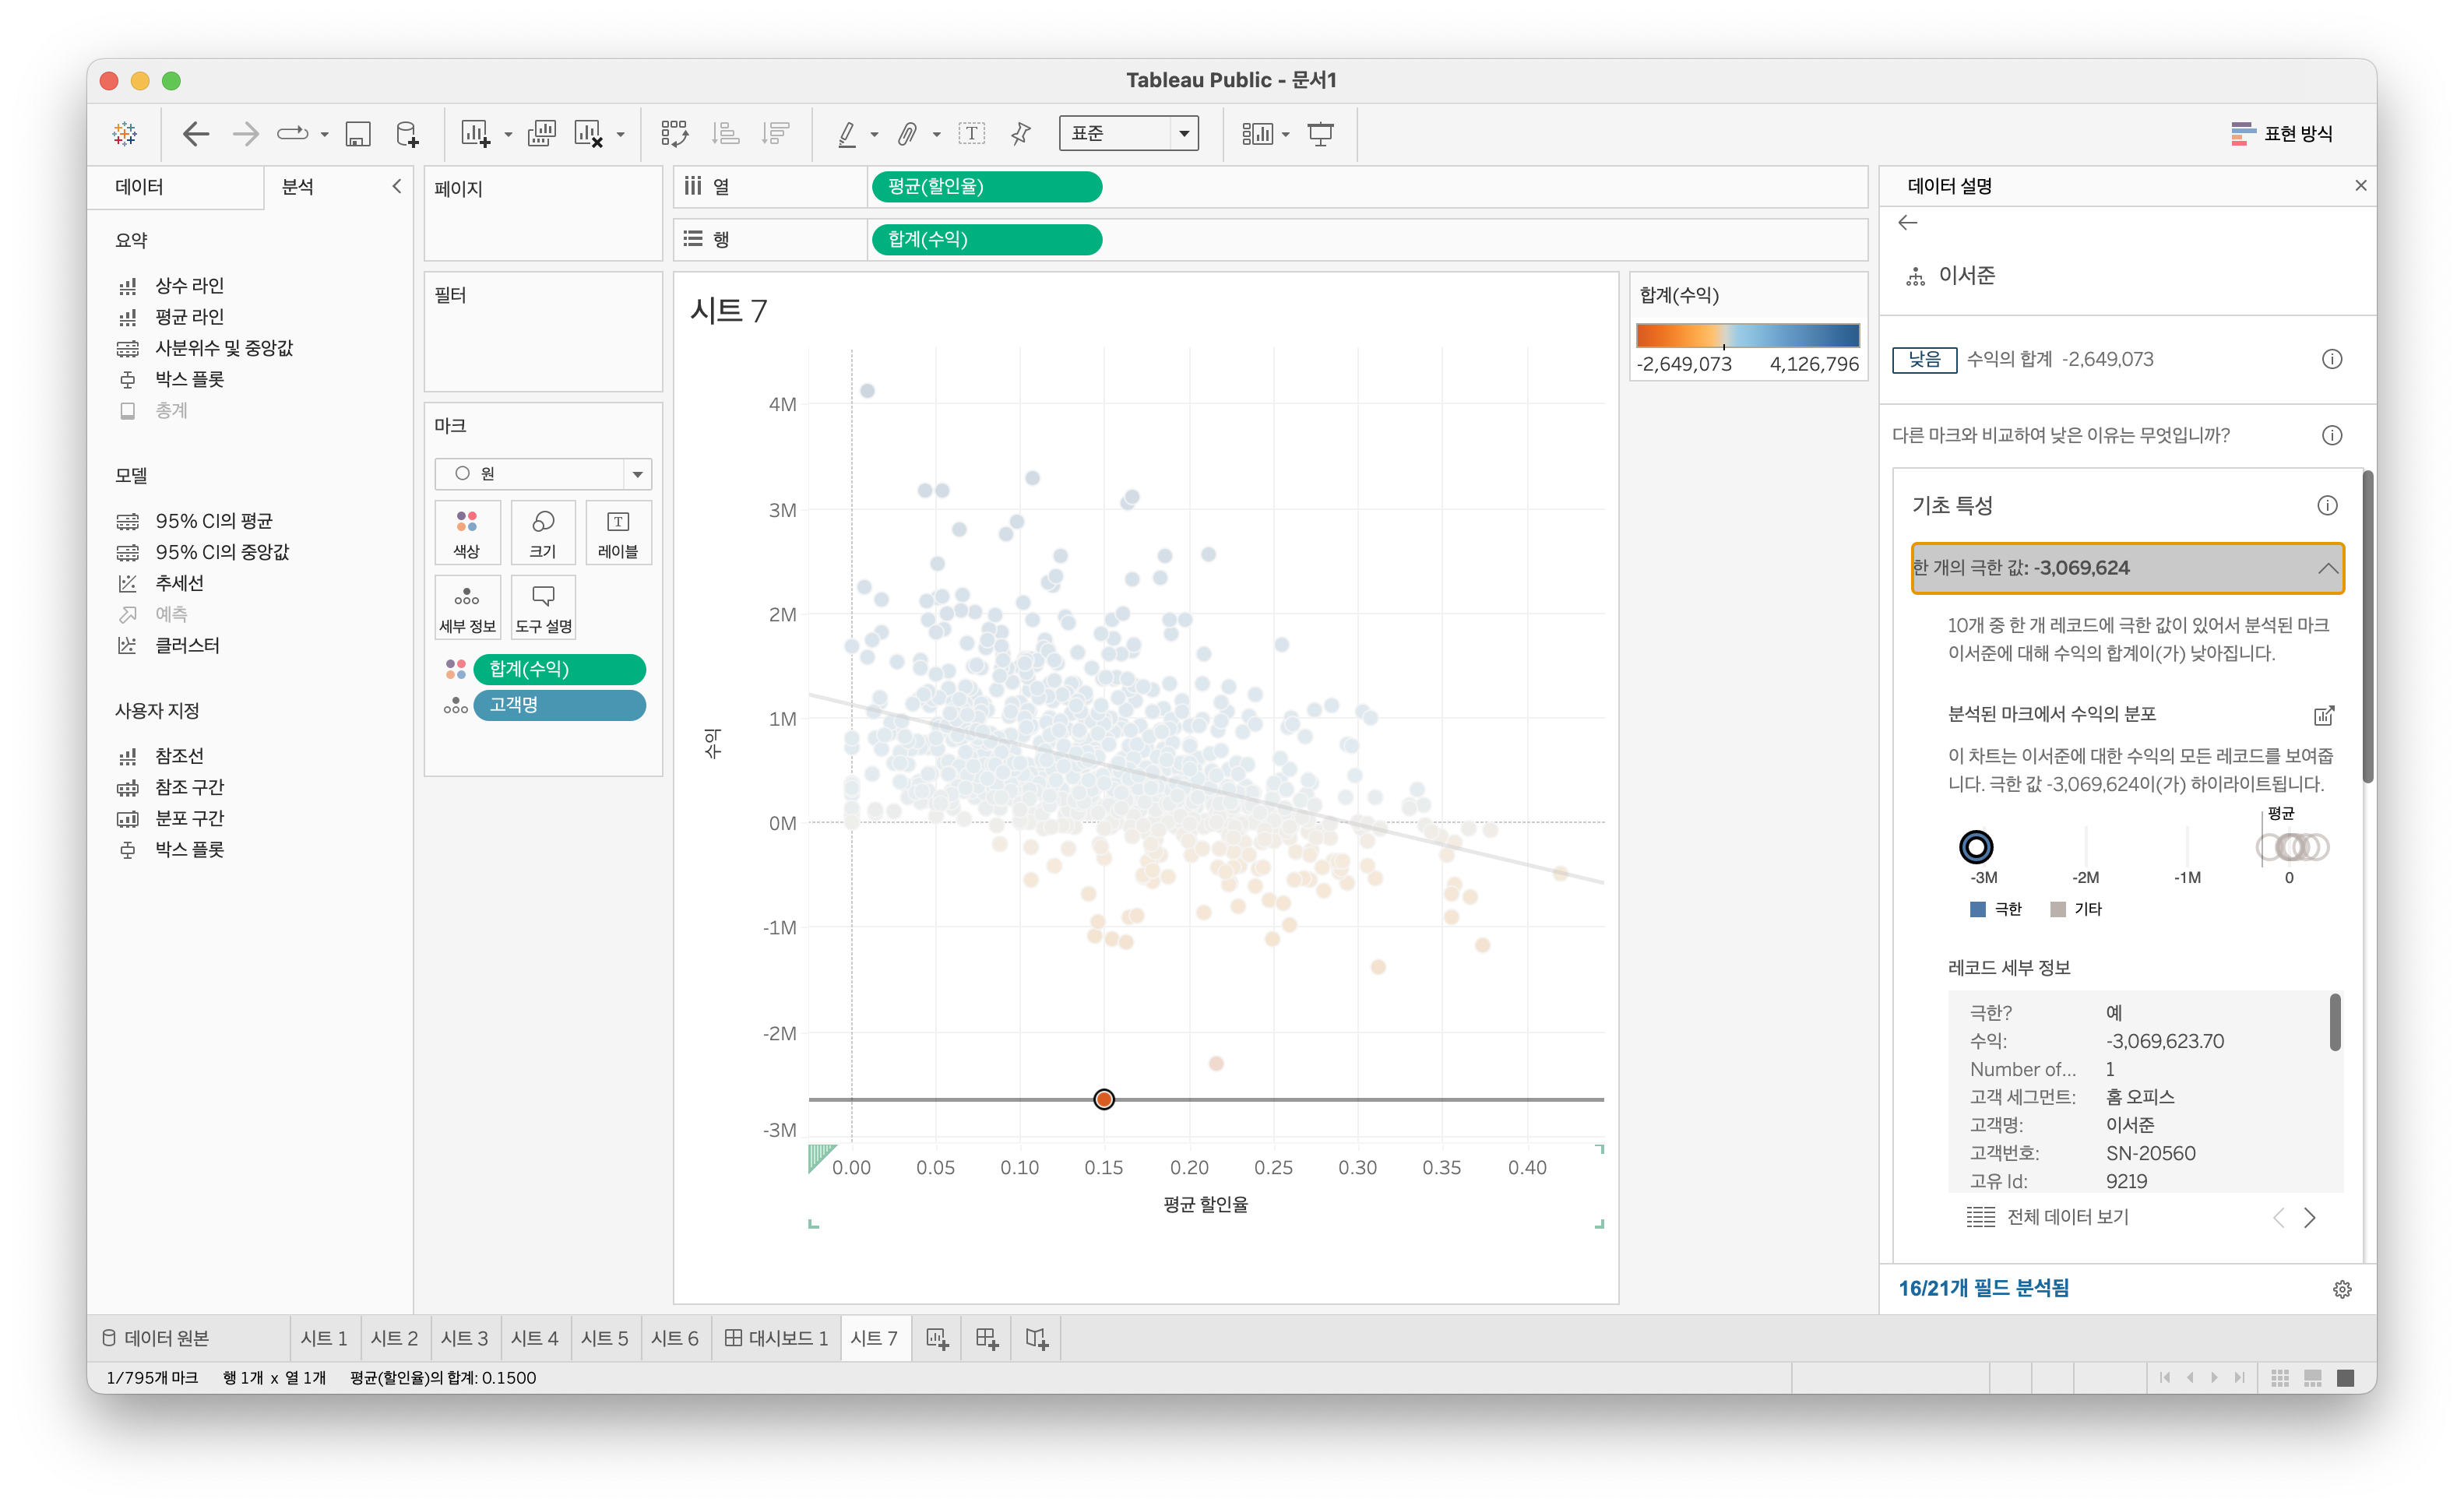 Tableau Public - 문서1
표준
표현 방식
데이터
분석
요약
상수 라인
평균 라인
사분위수 및 중앙값
박스 플롯
총계
모델
95% CI의 평균
95% CI의 중앙값
추세선
예측
클러스터
사용자 지정
참조선
참조 구간
분포 구간
박스 플롯
페이지
필터
마크
원
색상
크기
레이블
세부 정보
도구 설명
합계(수익)
고객명
열
평균(할인율)
행
합계(수익)
시트 7
4M
3M
2M
1M
0M
-1M
-2M
-3M
수익
0.00 0.05 0.10 0.15 0.20 0.25 0.30 0.35 0.40
평균 할인율
합계(수익)
-2,649,073 4,126,796
데이터 설명
이서준
낮음 수익의 합계 -2,649,073
다른 마크와 비교하여 낮은 이유는 무엇입니까?
기초 특성
한 개의 극한 값: -3,069,624
10개 중 한 개 레코드에 극한 값이 있어서 분석된 마크
이서준에 대해 수익의 합계이(가) 낮아집니다.
분석된 마크에서 수익의 분포
이 차트는 이서준에 대한 수익의 모든 레코드를 보여줍
니다. 극한 값 -3,069,624이(가) 하이라이트됩니다.
평균
-3M -2M -1M 0
극한 기타
레코드 세부 정보
극한? 예
수익: -3,069,623.70
Number of... 1
고객 세그먼트: 홈 오피스
고객명: 이서준
고객번호: SN-20560
고유 Id: 9219
전체 데이터 보기
16/21개 필드 분석됨
데이터 원본 시트 1 시트 2 시트 3 시트 4 시트 5 시트 6 대시보드 1 시트 7
1/795개 마크 행 1개 x 열 1개 평균(할인율)의 합계: 0.1500